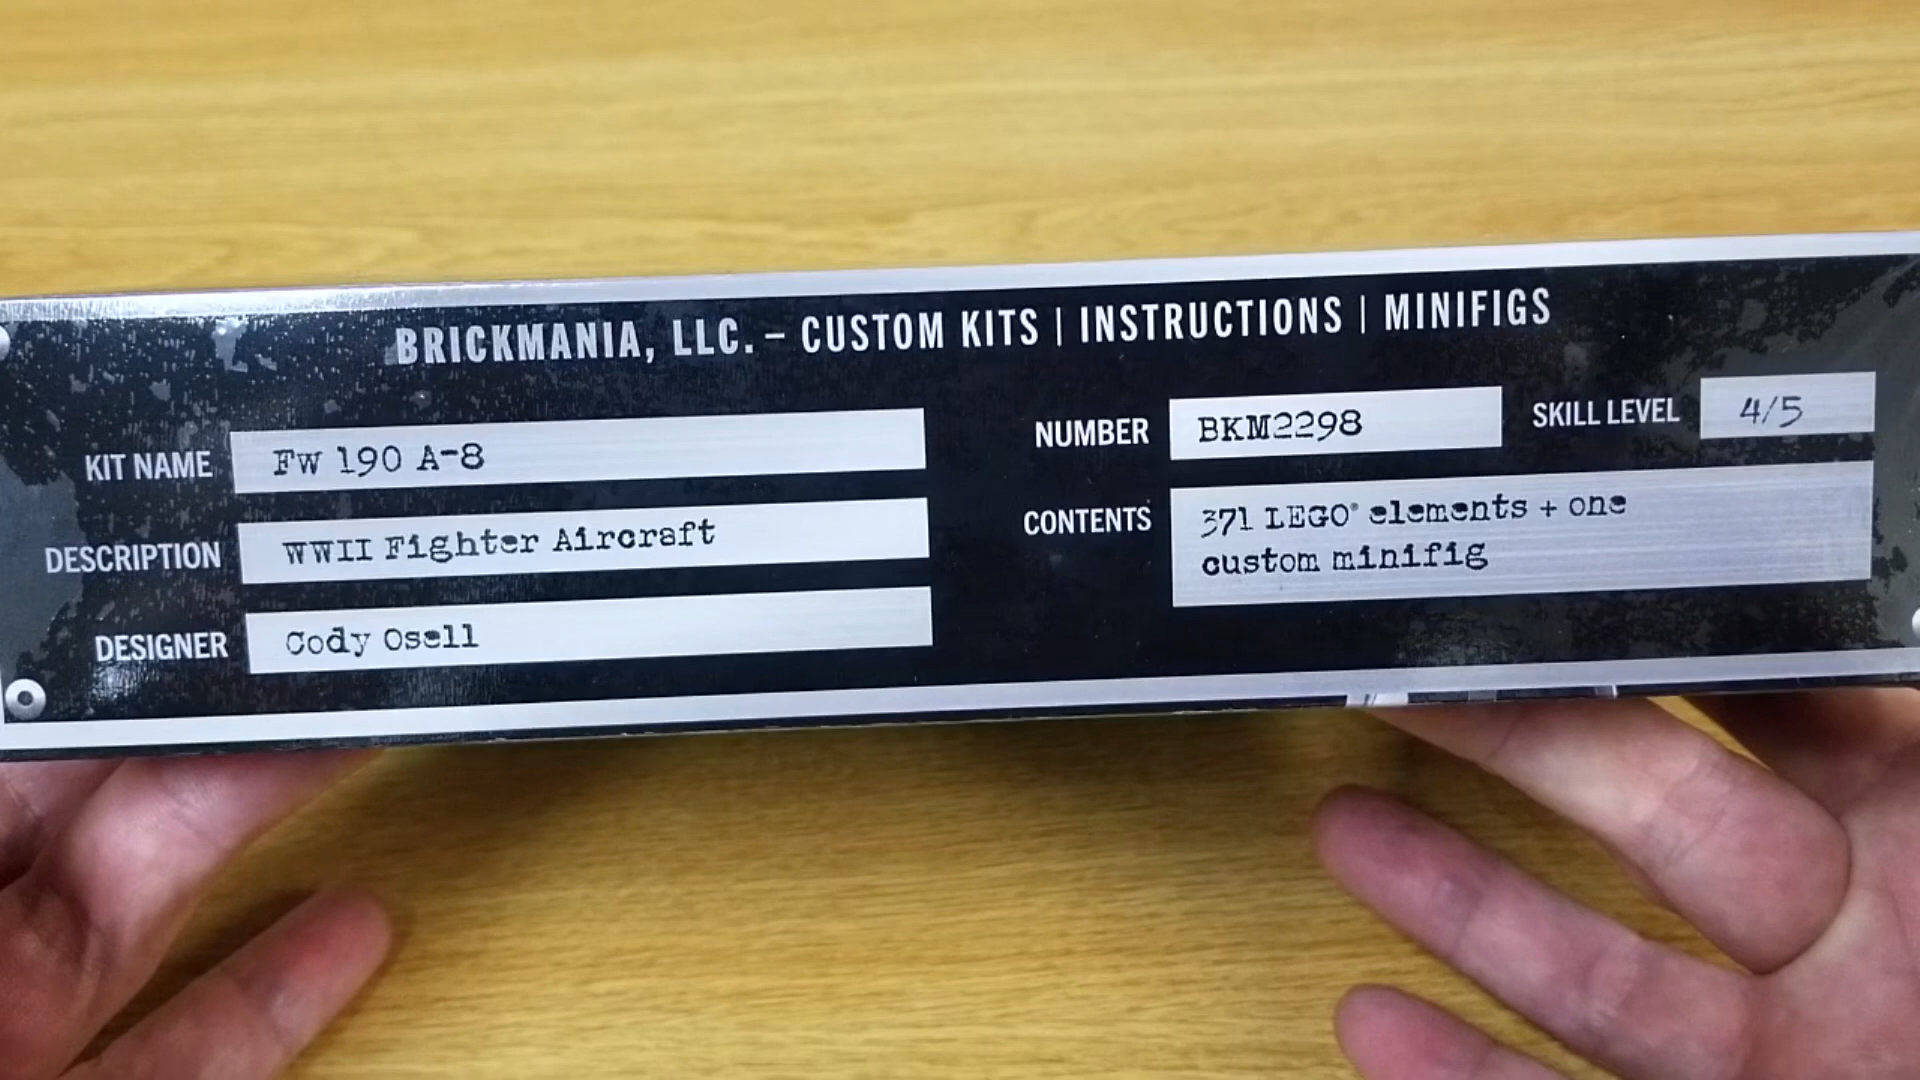 BRICKMANIA, LLC. – CUSTOM KITS | INSTRUCTIONS | MINIFIGS
KIT NAME FW 190 A-8
DESCRIPTION WWII Fighter Aircraft
DESIGNER Cody Osell
NUMBER BKM2298 SKILL LEVEL 4/5
CONTENTS 371 LEGO® elements + one
custom minifig